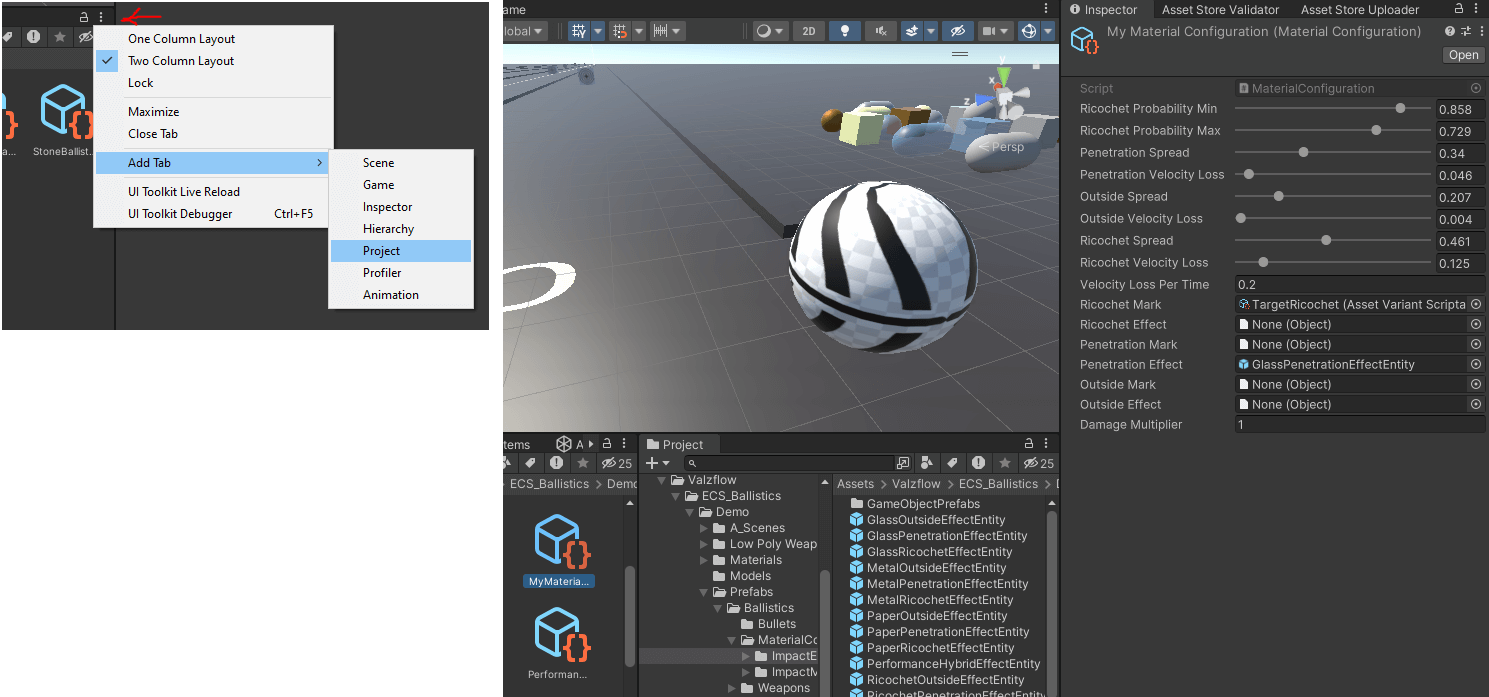 One Column Layout
Two Column Layout
Lock
Maximize
Close Tab
Add Tab
UI Toolkit Live Reload
UI Toolkit Debugger Ctrl+F5
Scene
Game
Inspector
Hierarchy
Project
Profiler
Animation
a...
StoneBallist...
ame
lobal
2D
y
x
z
Persp
tems
A
25
ECS_Ballistics > Demo
MyMateria...
Performan...
Project
25
Valzflow
ECS_Ballistics
Demo
A_Scenes
Low Poly Weap
Materials
Models
Prefabs
Ballistics
Bullets
MaterialCo
ImpactE
ImpactM
Weapons
Assets > Valzflow > ECS_Ballistics >
GameObjectPrefabs
GlassOutsideEffectEntity
GlassPenetrationEffectEntity
GlassRicochetEffectEntity
MetalOutsideEffectEntity
MetalPenetrationEffectEntity
MetalRicochetEffectEntity
PaperOutsideEffectEntity
PaperPenetrationEffectEntity
PaperRicochetEffectEntity
PerformanceHybridEffectEntity
RicochetOutsideEffectEntity
RicochetPenetrationEffectEntity
Inspector Asset Store Validator Asset Store Uploader
My Material Configuration (Material Configuration)
Open
Script MaterialConfiguration
Ricochet Probability Min 0.858
Ricochet Probability Max 0.729
Penetration Spread 0.34
Penetration Velocity Loss 0.046
Outside Spread 0.207
Outside Velocity Loss 0.004
Ricochet Spread 0.461
Ricochet Velocity Loss 0.125
Velocity Loss Per Time 0.2
Ricochet Mark TargetRicochet (Asset Variant Scripta
Ricochet Effect None (Object)
Penetration Mark None (Object)
Penetration Effect GlassPenetrationEffectEntity
Outside Mark None (Object)
Outside Effect None (Object)
Damage Multiplier 1